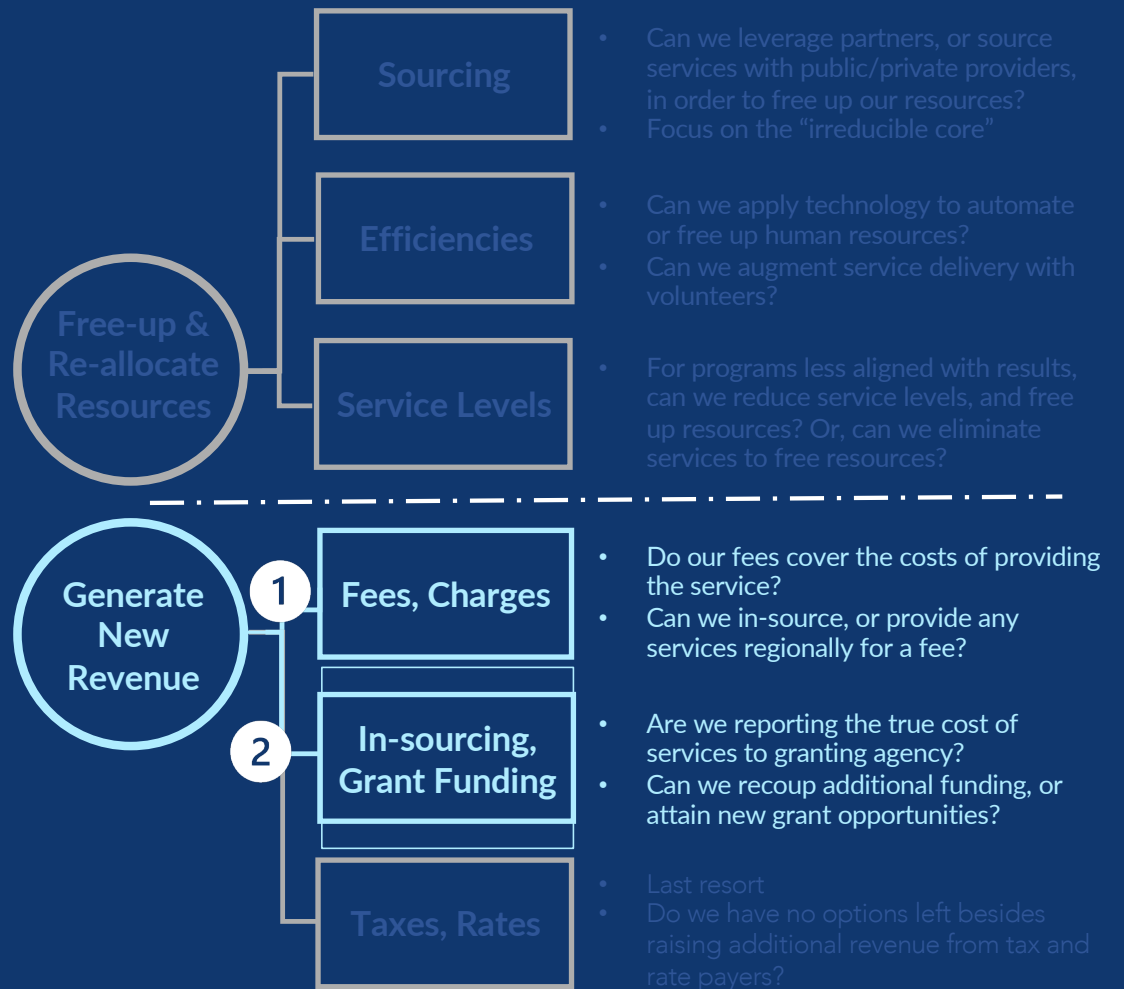 Sourcing
• Can we leverage partners, or source
services with public/private providers,
in order to free up our resources?
• Focus on the “irreducible core”
Efficiencies
• Can we apply technology to automate
or free up human resources?
• Can we augment service delivery with
volunteers?
Free-up &
Re-allocate
Resources
Service Levels
• For programs less aligned with results,
can we reduce service levels, and free
up resources? Or, can we eliminate
services to free resources?
Generate
New
Revenue
1
Fees, Charges
• Do our fees cover the costs of providing
the service?
• Can we in-source, or provide any
services regionally for a fee?
2
In-sourcing,
Grant Funding
• Are we reporting the true cost of
services to granting agency?
• Can we recoup additional funding, or
attain new grant opportunities?
Taxes, Rates
• Last resort
• Do we have no options left besides
raising additional revenue from tax and
rate payers?